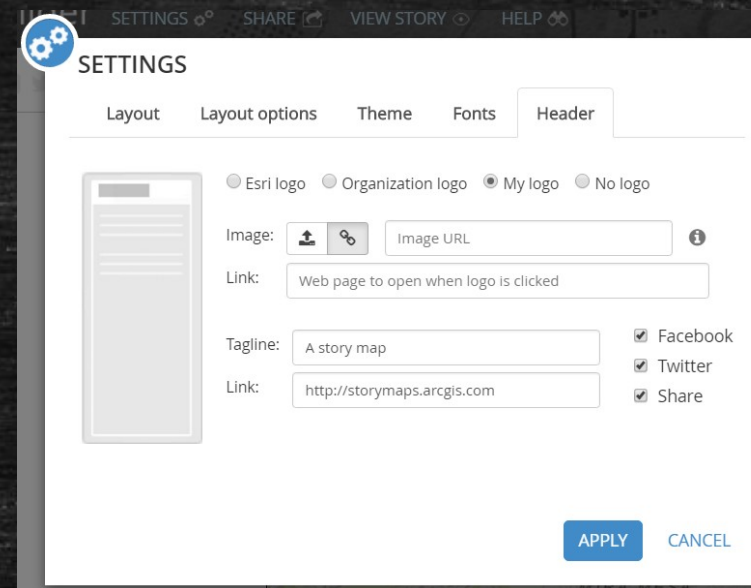 SETTINGS SHARE VIEW STORY HELP
SETTINGS
Layout Layout options Theme Fonts Header
Esri logo Organization logo My logo No logo
Image: Image URL
Link: Web page to open when logo is clicked
Tagline: A story map
Link: http://storymaps.arcgis.com
Facebook
Twitter
Share
APPLY CANCEL